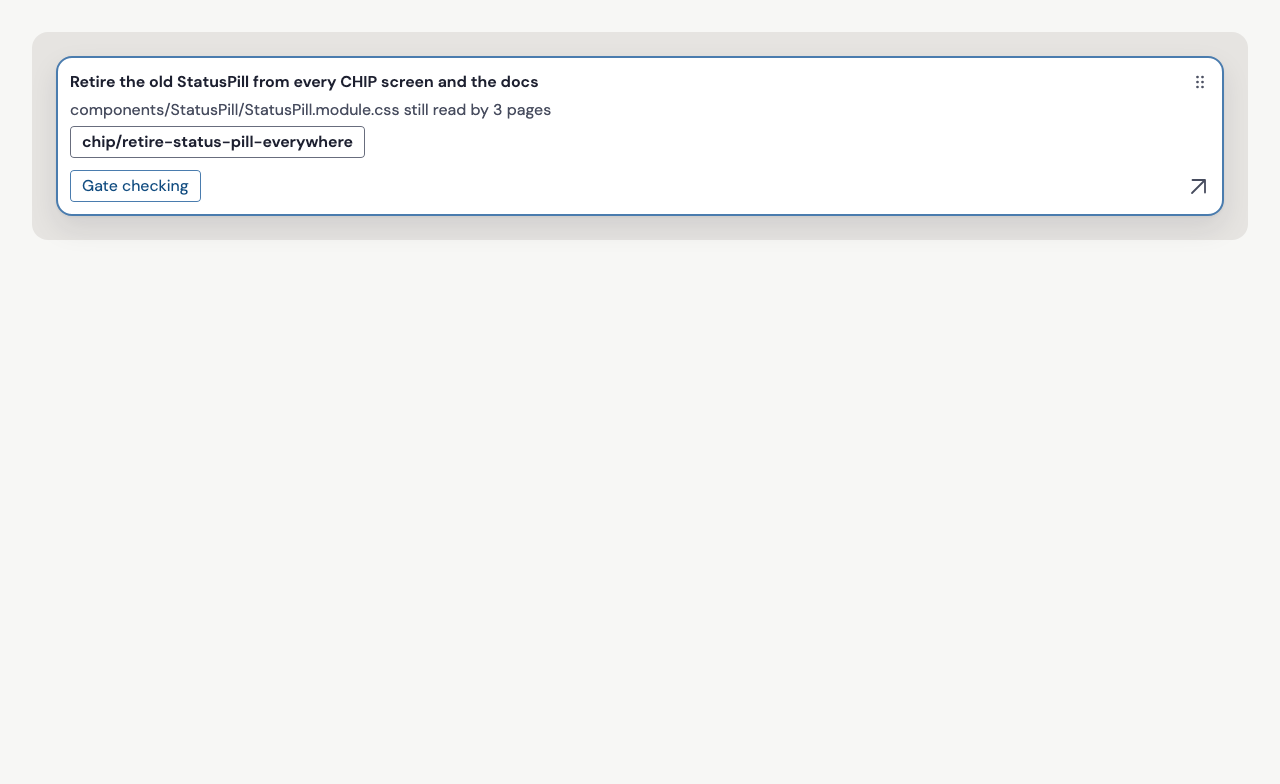 Retire the old StatusPill from every CHIP screen and the docs
components/StatusPill/StatusPill.module.css still read by 3 pages
chip/retire-status-pill-everywhere
Gate checking